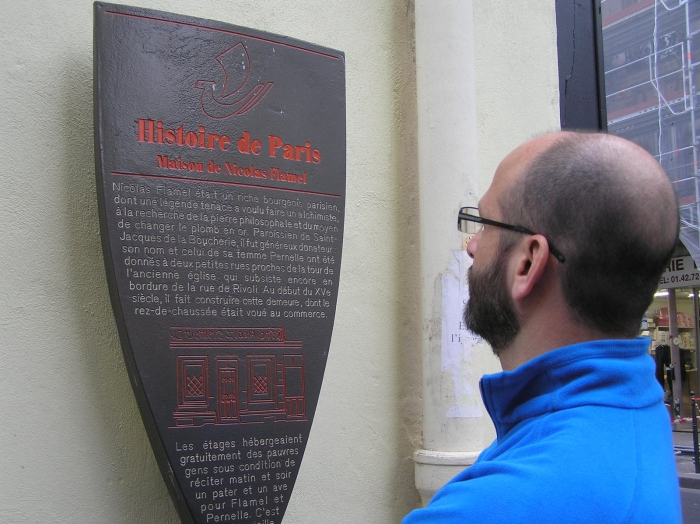 Histoire de Paris
Maison de Nicolas Flamel
Nicolas Flamel était un riche bourgeois parisien,
dont une légende tenace a voulu faire un alchimiste,
à la recherche de la pierre philosophale et du moyen
de changer le plomb en or. Paroissien de Saint-
Jacques de la Boucherie, il fut généreux donateur
son nom et celui de sa femme Pernelle ont été
donnés à deux petites rues proches de la tour de
l'ancienne église qui subsiste encore en
bordure de la rue de Rivoli. Au début du XVe
siècle, il fait construire cette demeure, dont le
rez-de-chaussée était voué au commerce.
Les étages hébergeaient
gratuitement des pauvres
gens sous condition de
réciter matin et soir
un pater et un ave
pour Flamel et
Pernelle. C'est
RIE
EL: 01.42.7